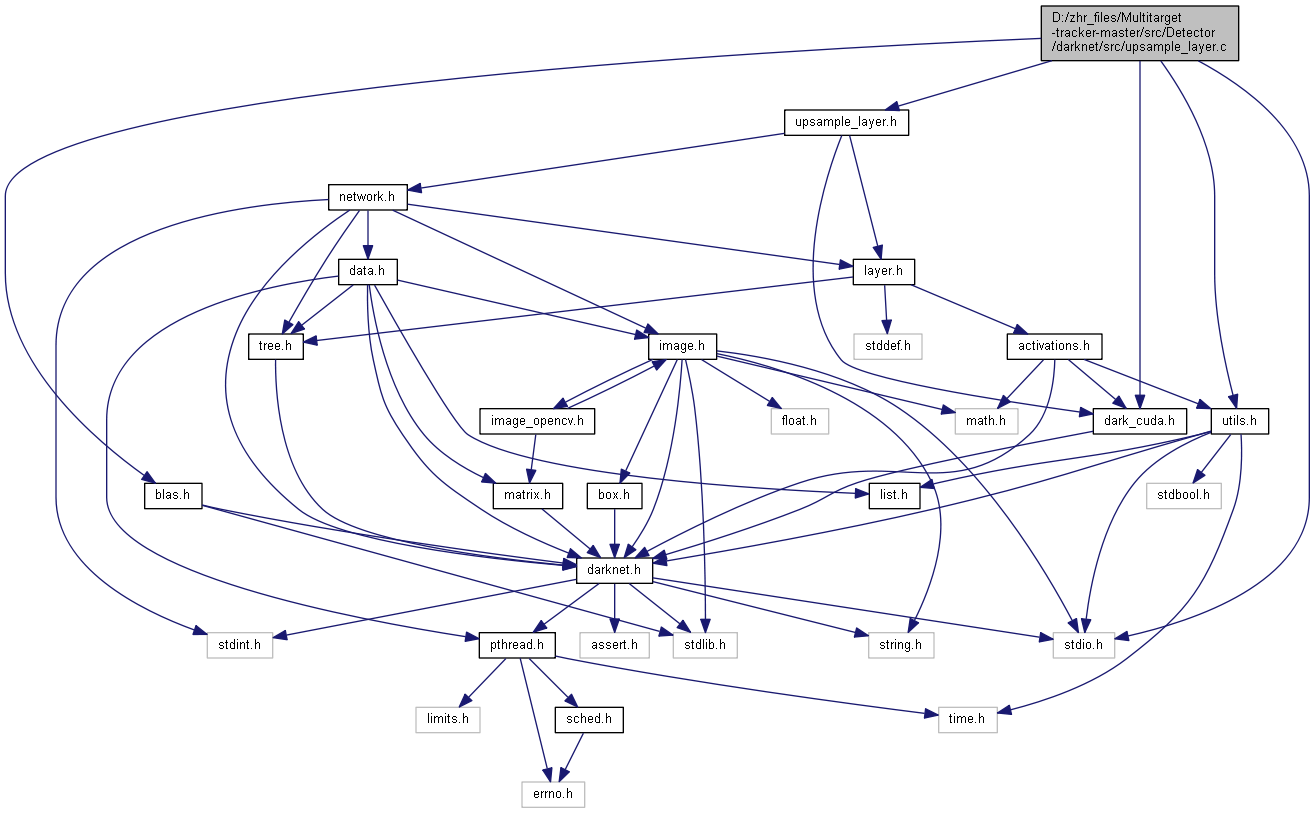 D:/zhr_files/Multitarget
-tracker-master/src/Detector
/darknet/src/upsample_layer.c
upsample_layer.h
network.h
data.h
layer.h
tree.h
image.h
stddef.h
activations.h
image_opencv.h
float.h
math.h
dark_cuda.h
utils.h
blas.h
matrix.h
box.h
list.h
stdbool.h
darknet.h
stdint.h
pthread.h
assert.h
stdlib.h
string.h
stdio.h
limits.h
sched.h
time.h
errno.h